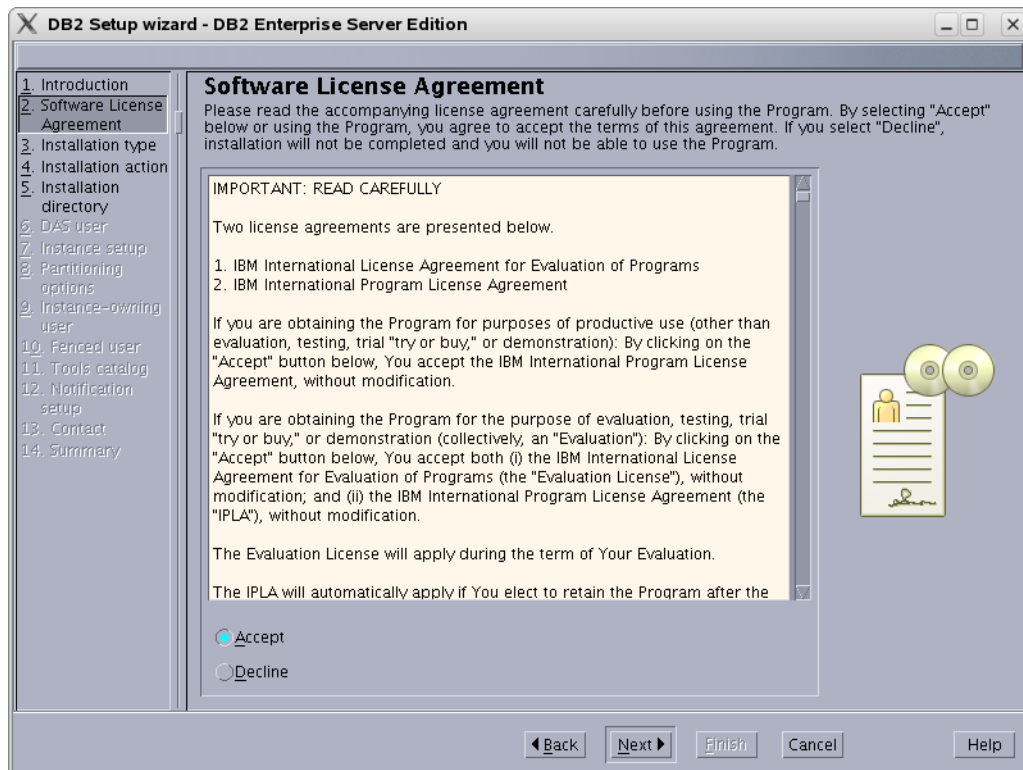 DB2 Setup wizard - DB2 Enterprise Server Edition
1. Introduction
2. Software License
Agreement
3. Installation type
4. Installation action
5. Installation
directory
6. DAS user
7. Instance setup
8. Partitioning
options
9. Instance-owning
user
10. Fenced user
11. Tools catalog
12. Notification
setup
13. Contact
14. Summary
Software License Agreement
Please read the accompanying license agreement carefully before using the Program. By selecting "Accept"
below or using the Program, you agree to accept the terms of this agreement. If you select "Decline",
installation will not be completed and you will not be able to use the Program.
IMPORTANT: READ CAREFULLY
Two license agreements are presented below.
1. IBM International License Agreement for Evaluation of Programs
2. IBM International Program License Agreement
If you are obtaining the Program for purposes of productive use (other than
evaluation, testing, trial "try or buy," or demonstration): By clicking on the
"Accept" button below, You accept the IBM International Program License
Agreement, without modification.
If you are obtaining the Program for the purpose of evaluation, testing, trial
"try or buy," or demonstration (collectively, an "Evaluation"): By clicking on the
"Accept" button below, You accept both (i) the IBM International License
Agreement for Evaluation of Programs (the "Evaluation License"), without
modification; and (ii) the IBM International Program License Agreement (the
"IPLA"), without modification.
The Evaluation License will apply during the term of Your Evaluation.
The IPLA will automatically apply if You elect to retain the Program after the
Accept
Decline
Back Next Finish Cancel Help